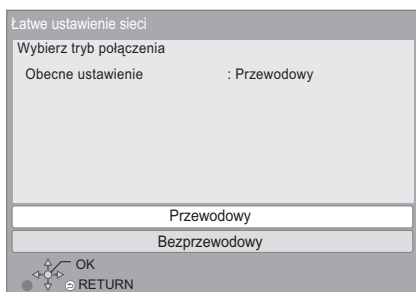 Łatwe ustawienie sieci
Wybierz tryb połączenia
Obecne ustawienie : Przewodowy
Przewodowy
Bezprzewodowy
OK
RETURN